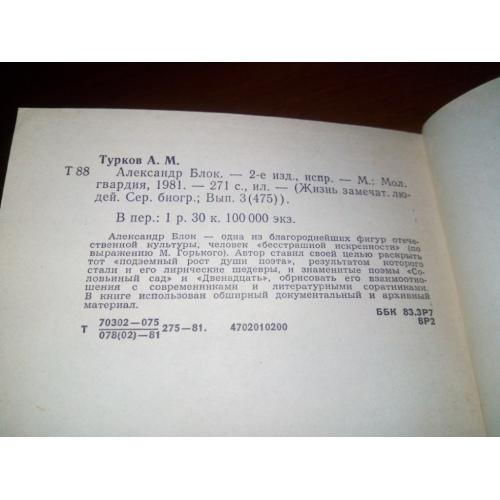 Турков А. М.
Т 88 Александр Блок. — 2-е изд., испр. — М.: Мол.
гвардия, 1981. — 271 с., ил. — (Жизнь замечат. лю-
дей. Сер. биогр.; Вып. 3(475)).
В пер.: 1 р. 30 к. 100 000 экз.
Александр Блок — одна из благороднейших фигур отече-
ственной культуры, человек «бесстрашной искренности» (по
выражению М. Горького). Автор ставил своей целью раскрыть
тот «подземный рост души поэта», результатом которого
стали и его лирические шедевры, и знаменитые поэмы «Со-
ловьиный сад» и «Двенадцать», обрисовать его взаимоотно-
шения с современниками и литературными соратниками.
В книге использован обширный документальный и архивный
материал.
Т 70302—075
078(02)—81 275—81. 4702010200
ББК 83.3Р7
8Р2